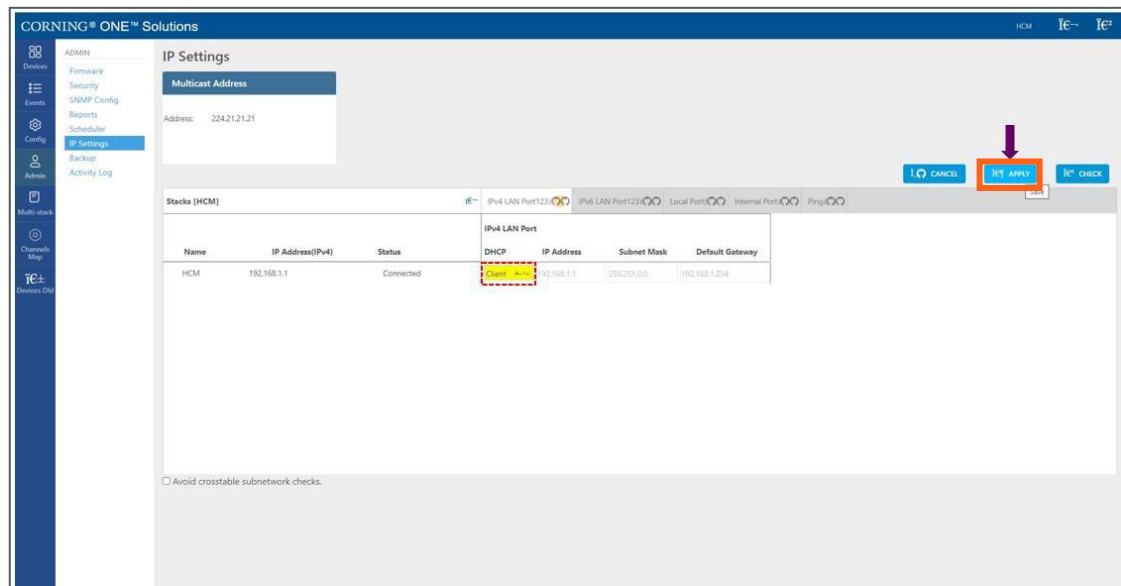 CORNING® ONE™ Solutions
HCM
Ï€¬
Ï€²
Devices
Events
Config
Admin
Multi-stack
Channels Map
Ï€±
Devices Old
ADMIN
Firmware
Security
SNMP Config
Reports
Scheduler
IP Settings
Backup
Activity Log
IP Settings
Multicast Address
Address: 224.21.21.21
CANCEL
APPLY
CHECK
Save
Stacks [HCM]
IPv4 LAN Port123
IPv6 LAN Port123
Local Port
Internal Port
Ping
IPv4 LAN Port
Name IP Address(IPv4) Status DHCP IP Address Subnet Mask Default Gateway
HCM 192.168.1.1 Connected Client 192.168.1.1 255.255.0.0 192.168.1.254
Avoid crosstable subnetwork checks.